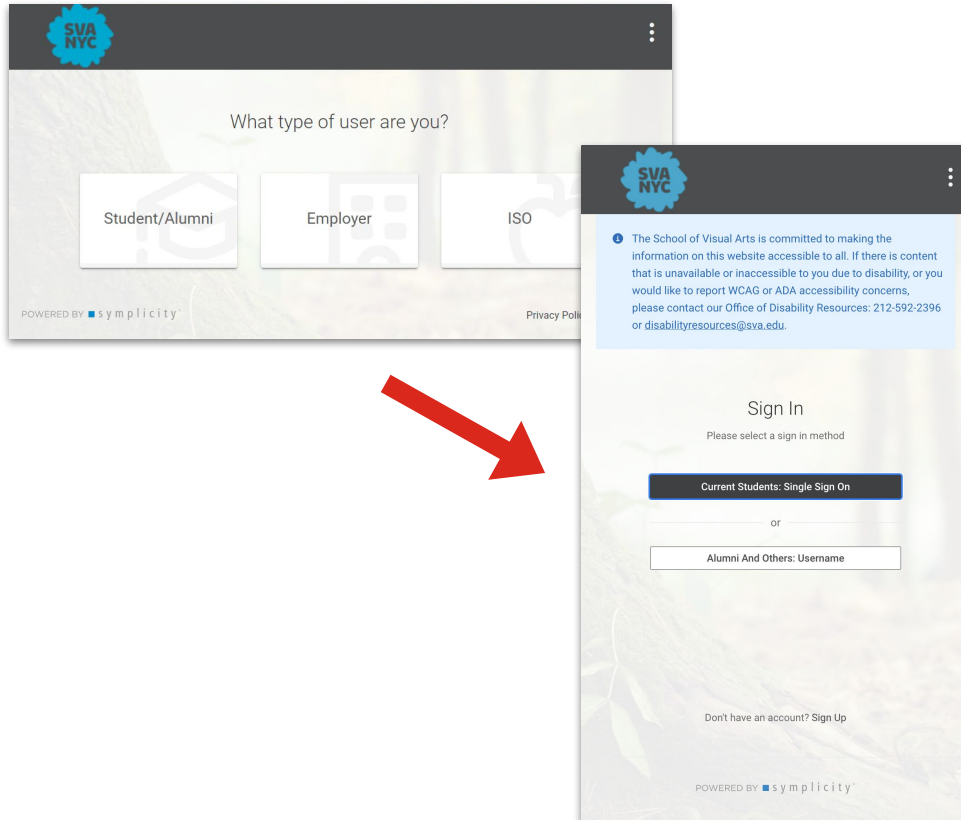 SVA
NYC
What type of user are you?
Student/Alumni
Employer
ISO
POWERED BY symplicity
Privacy
SVA
NYC
The School of Visual Arts is committed to making the
information on this website accessible to all. If there is content
that is unavailable or inaccessible to you due to disability, or you
would like to report WCAG or ADA accessibility concerns,
please contact our Office of Disability Resources: 212-592-2396
or disabilityresources@sva.edu.
Sign In
Please select a sign in method
Current Students: Single Sign On
or
Alumni And Others: Username
Don't have an account? Sign Up
POWERED BY symplicity